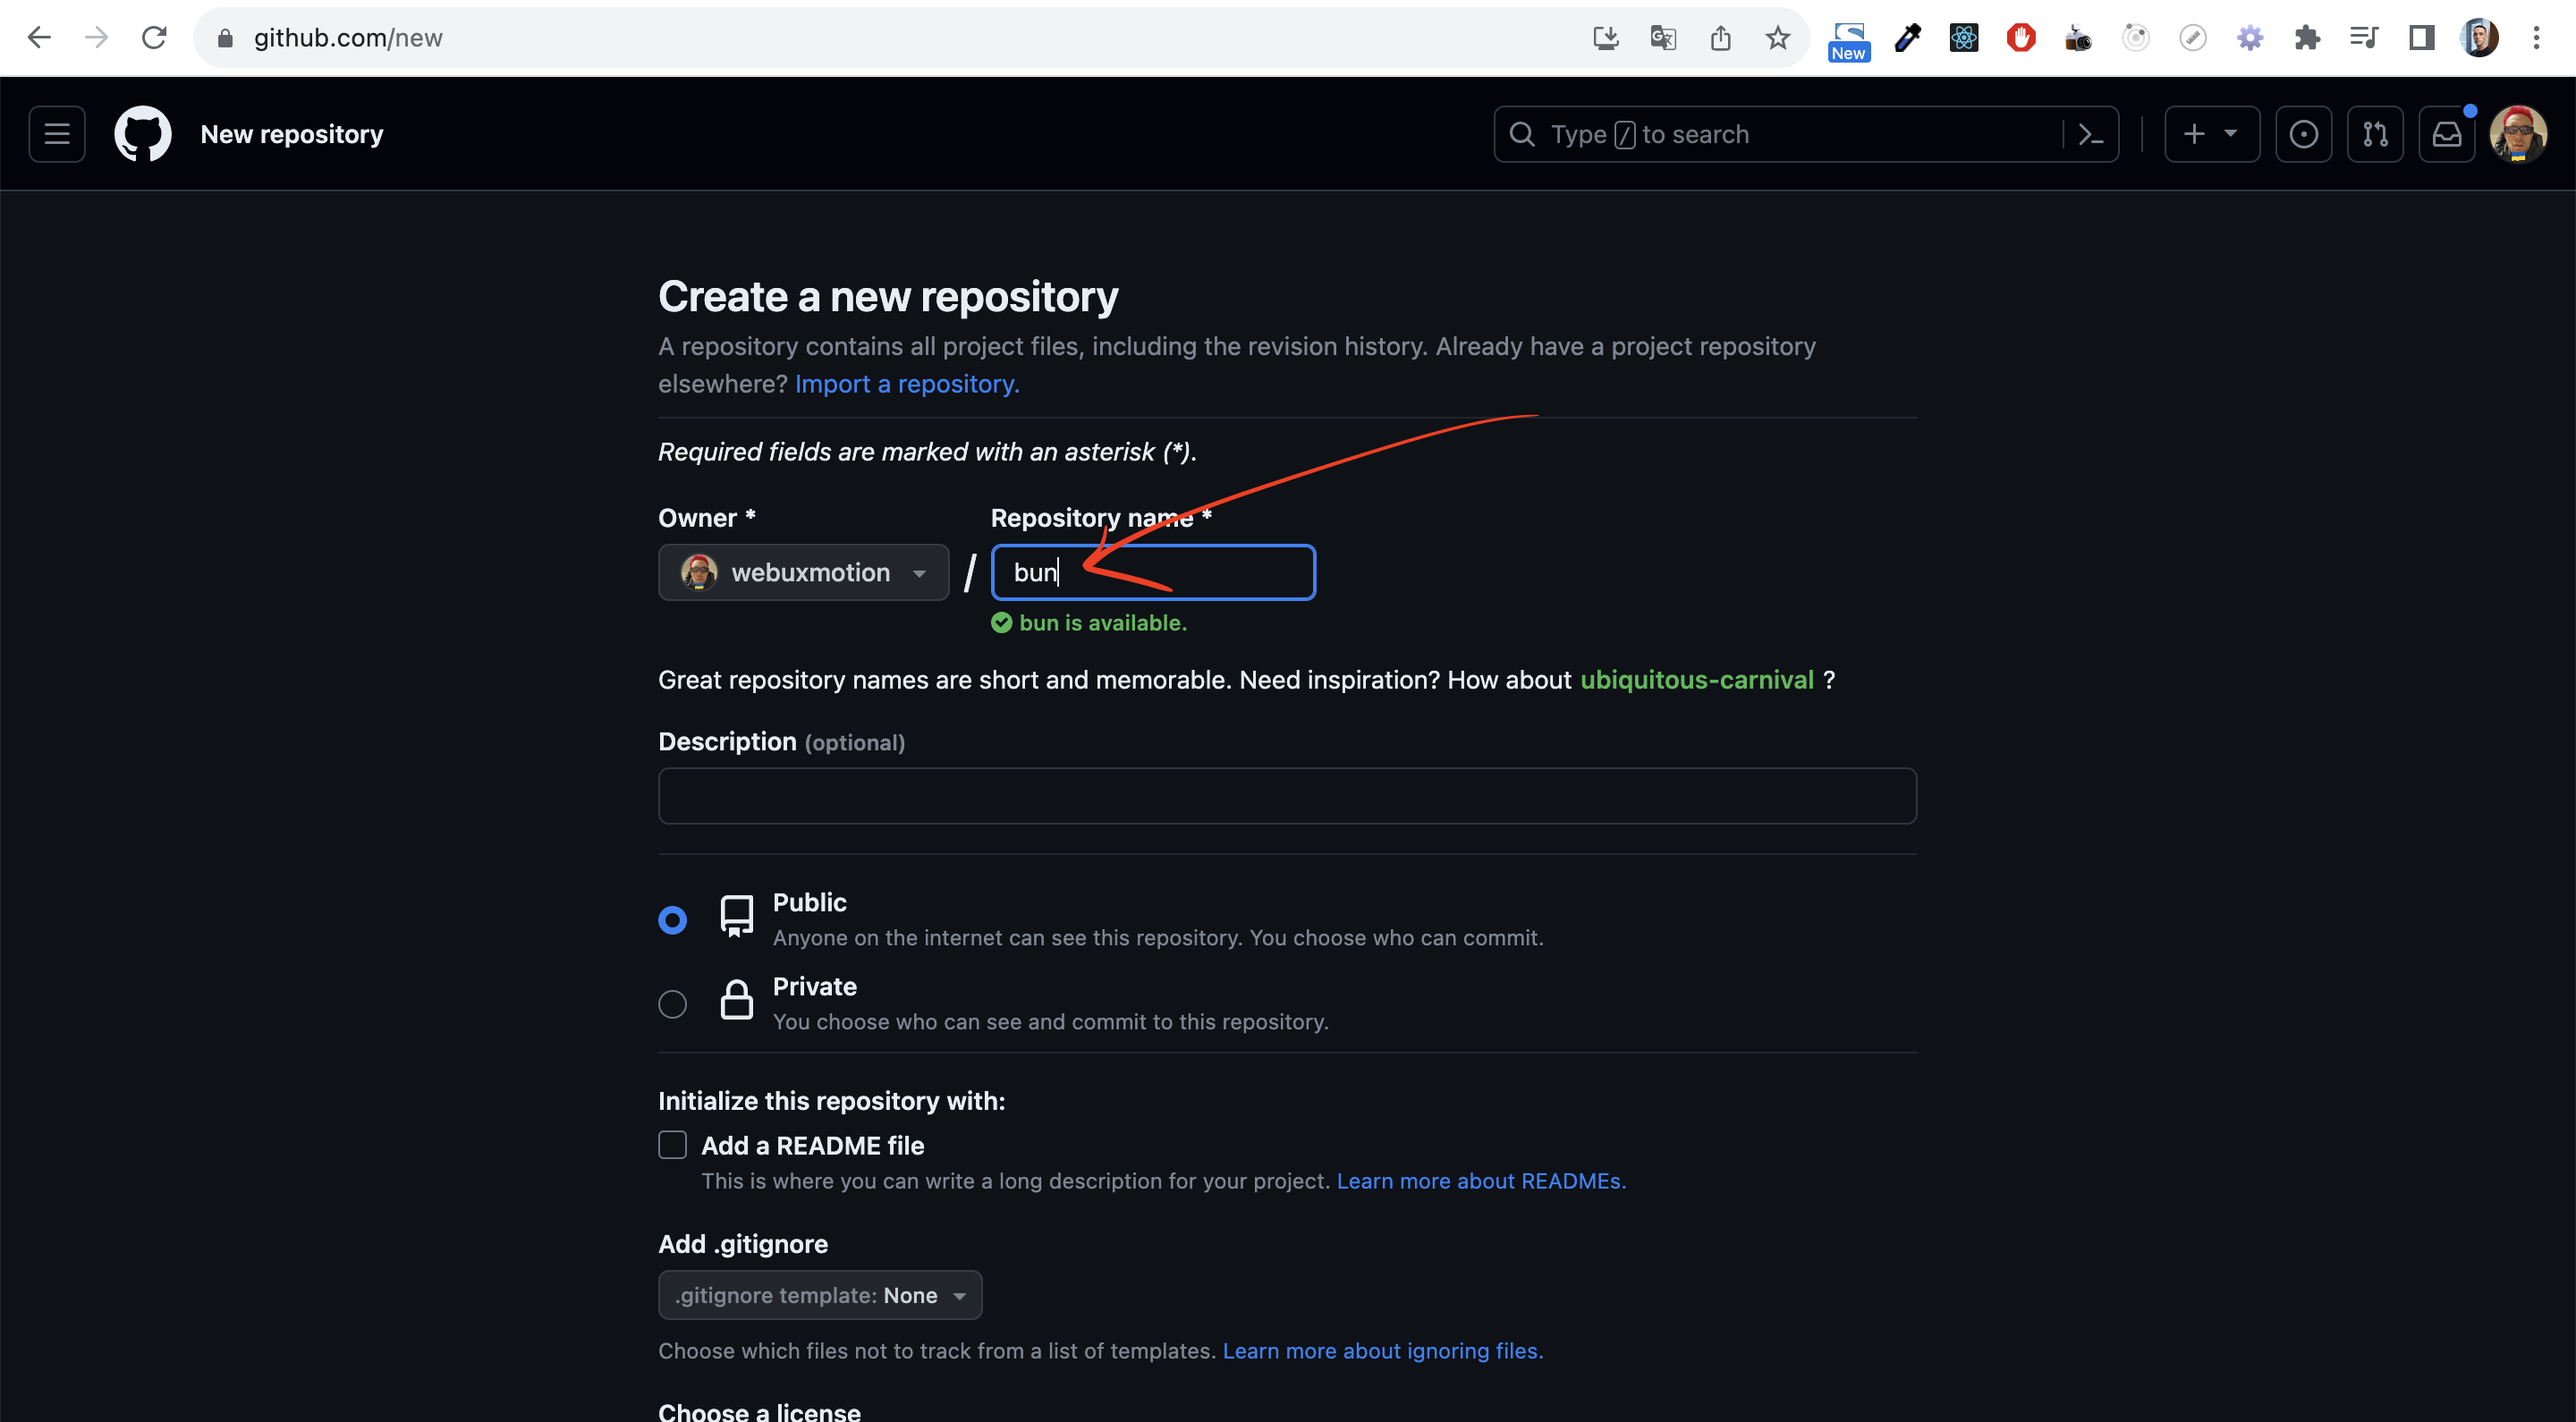 github.com/new
New
New repository
Type / to search
Create a new repository
A repository contains all project files, including the revision history. Already have a project repository
elsewhere? Import a repository.
Required fields are marked with an asterisk (*).
Owner *
Repository name *
webuxmotion
/
bun
bun is available.
Great repository names are short and memorable. Need inspiration? How about ubiquitous-carnival ?
Description (optional)
Public
Anyone on the internet can see this repository. You choose who can commit.
Private
You choose who can see and commit to this repository.
Initialize this repository with:
Add a README file
This is where you can write a long description for your project. Learn more about READMEs.
Add .gitignore
.gitignore template: None
Choose which files not to track from a list of templates. Learn more about ignoring files.
Choose a license